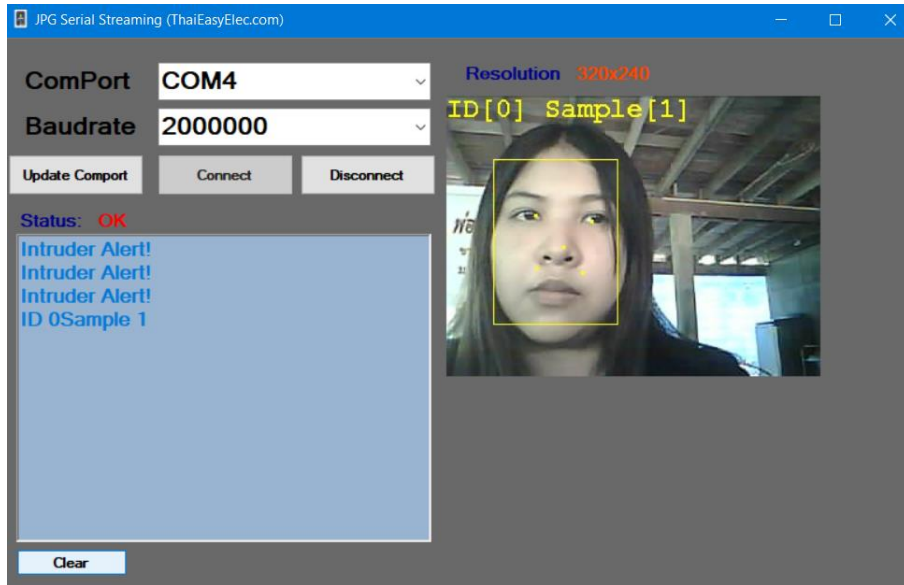 JPG Serial Streaming (ThaiEasyElec.com)
ComPort COM4
Baudrate 2000000
Update Comport Connect Disconnect
Status: OK
Intruder Alert!
Intruder Alert!
Intruder Alert!
ID 0Sample 1
Clear
Resolution 320x240
ID[0] Sample[1]